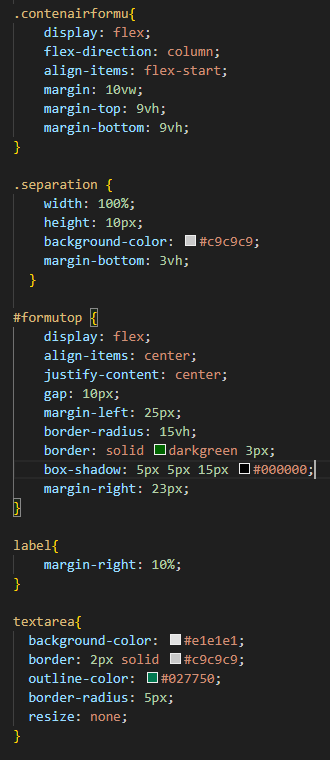 .contenairformu{
    display: flex;
    flex-direction: column;
    align-items: flex-start;
    margin: 10vw;
    margin-top: 9vh;
    margin-bottom: 9vh;
}

.separation {
    width: 100%;
    height: 10px;
    background-color: #c9c9c9;
    margin-bottom: 3vh;
  }

#formutop {
    display: flex;
    align-items: center;
    justify-content: center;
    gap: 10px;
    margin-left: 25px;
    border-radius: 15vh;
    border: solid darkgreen 3px;
    box-shadow: 5px 5px 15px #000000;
    margin-right: 23px;
}

label{
    margin-right: 10%;
}

textarea{
  background-color: #e1e1e1;
  border: 2px solid #c9c9c9;
  outline-color: #027750;
  border-radius: 5px;
  resize: none;
}